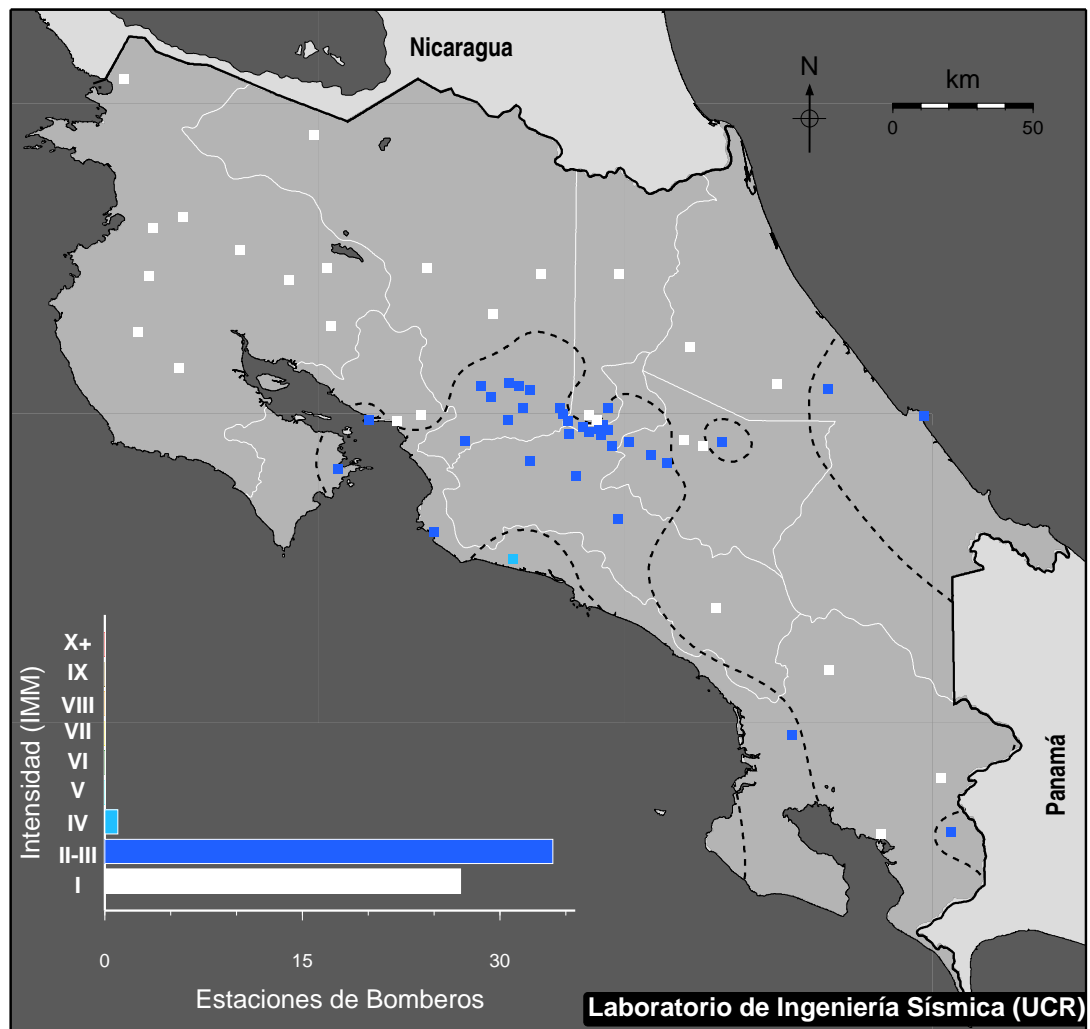 Nicaragua
N
km
0 50
Panamá
Intensidad (IMM)
X+
IX
VIII
VII
VI
V
IV
II-III
I
0 15 30
Estaciones de Bomberos
Laboratorio de Ingeniería Sísmica (UCR)